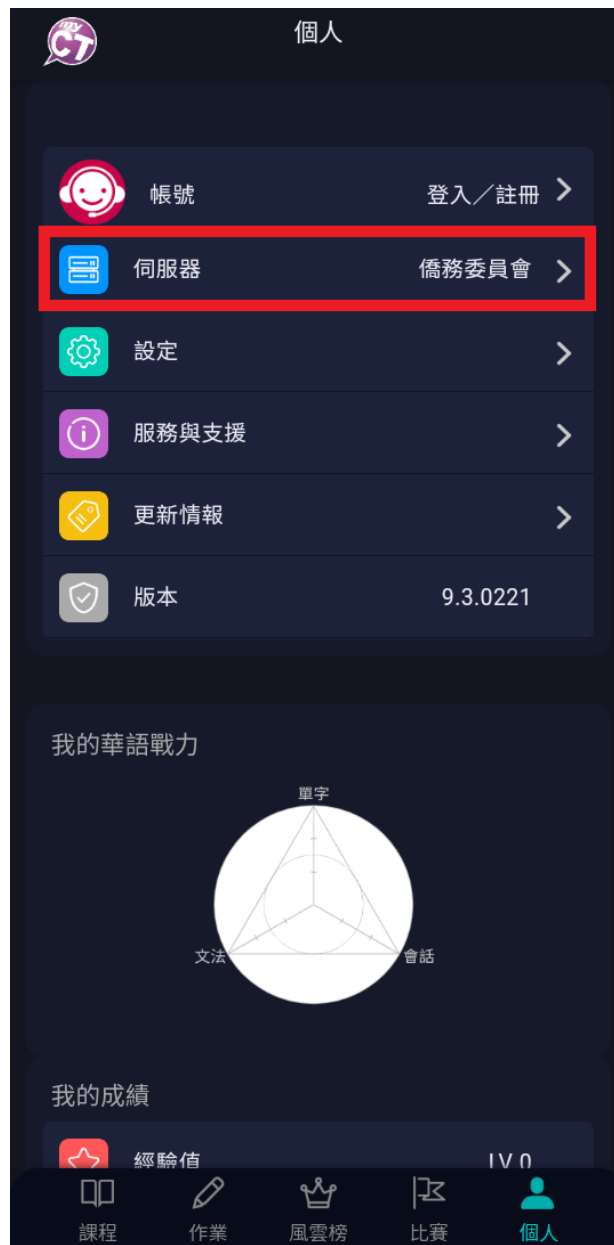 my
CT
個人
帳號 登入／註冊
伺服器 僑務委員會
設定
服務與支援
更新情報
版本 9.3.0221
我的華語戰力
單字
文法 會話
我的成績
經驗值 LV 0
課程 作業 風雲榜 比賽 個人